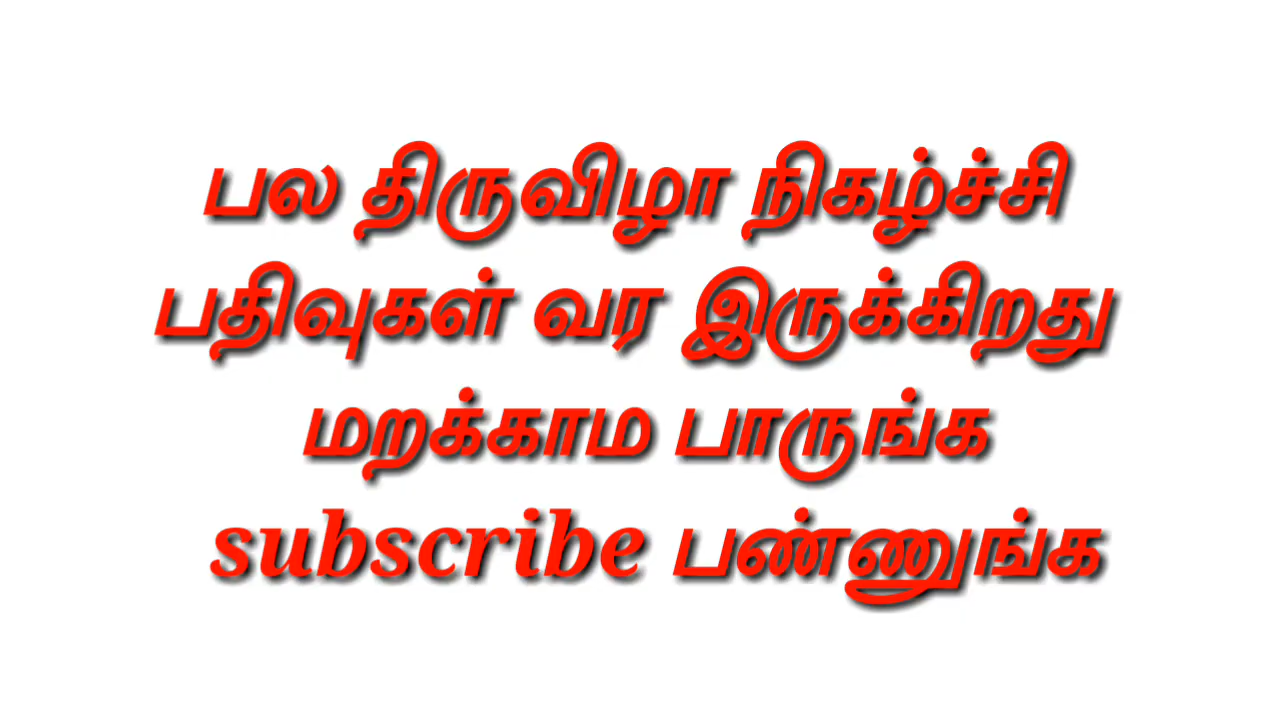 பல திருவிழா நிகழ்ச்சி
பதிவுகள் வர இருக்கிறது
மறக்காம பாருங்க
subscribe பண்ணுங்க